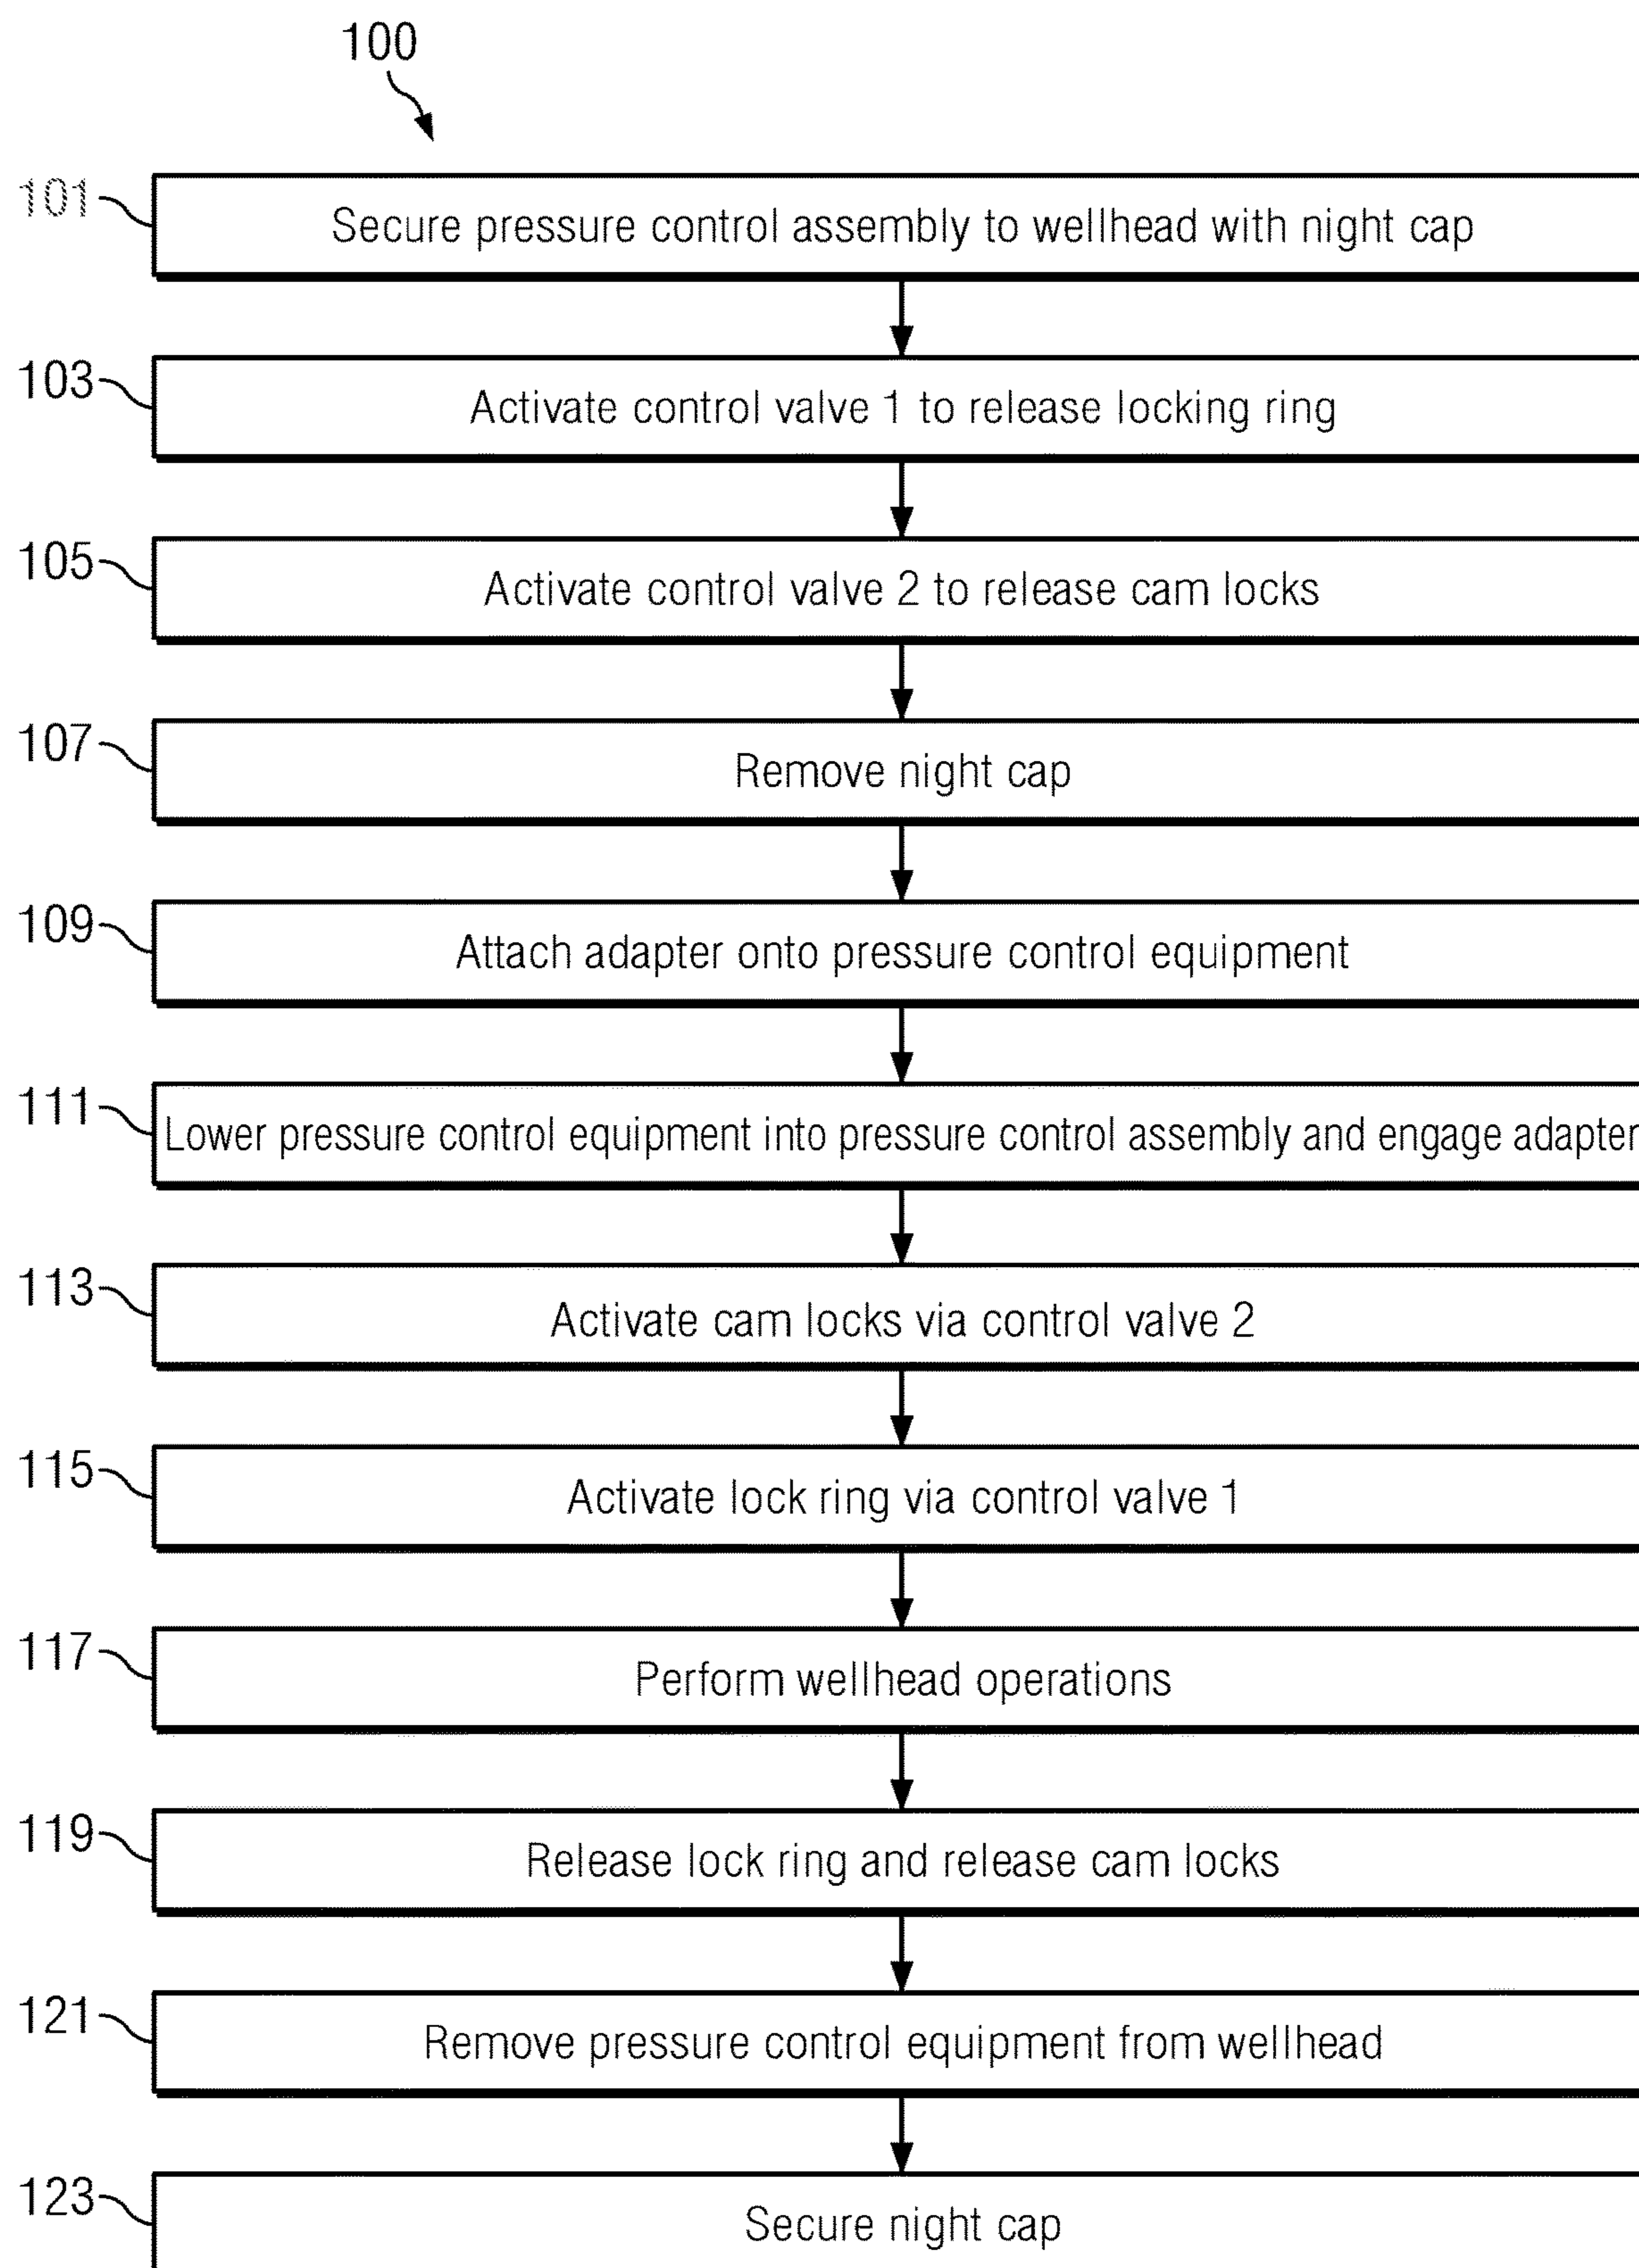 100
101 Secure pressure control assembly to wellhead with night cap
103 Activate control valve 1 to release locking ring
105 Activate control valve 2 to release cam locks
107 Remove night cap
109 Attach adapter onto pressure control equipment
111 Lower pressure control equipment into pressure control assembly and engage adapter
113 Activate cam locks via control valve 2
115 Activate lock ring via control valve 1
117 Perform wellhead operations
119 Release lock ring and release cam locks
121 Remove pressure control equipment from wellhead
123 Secure night cap